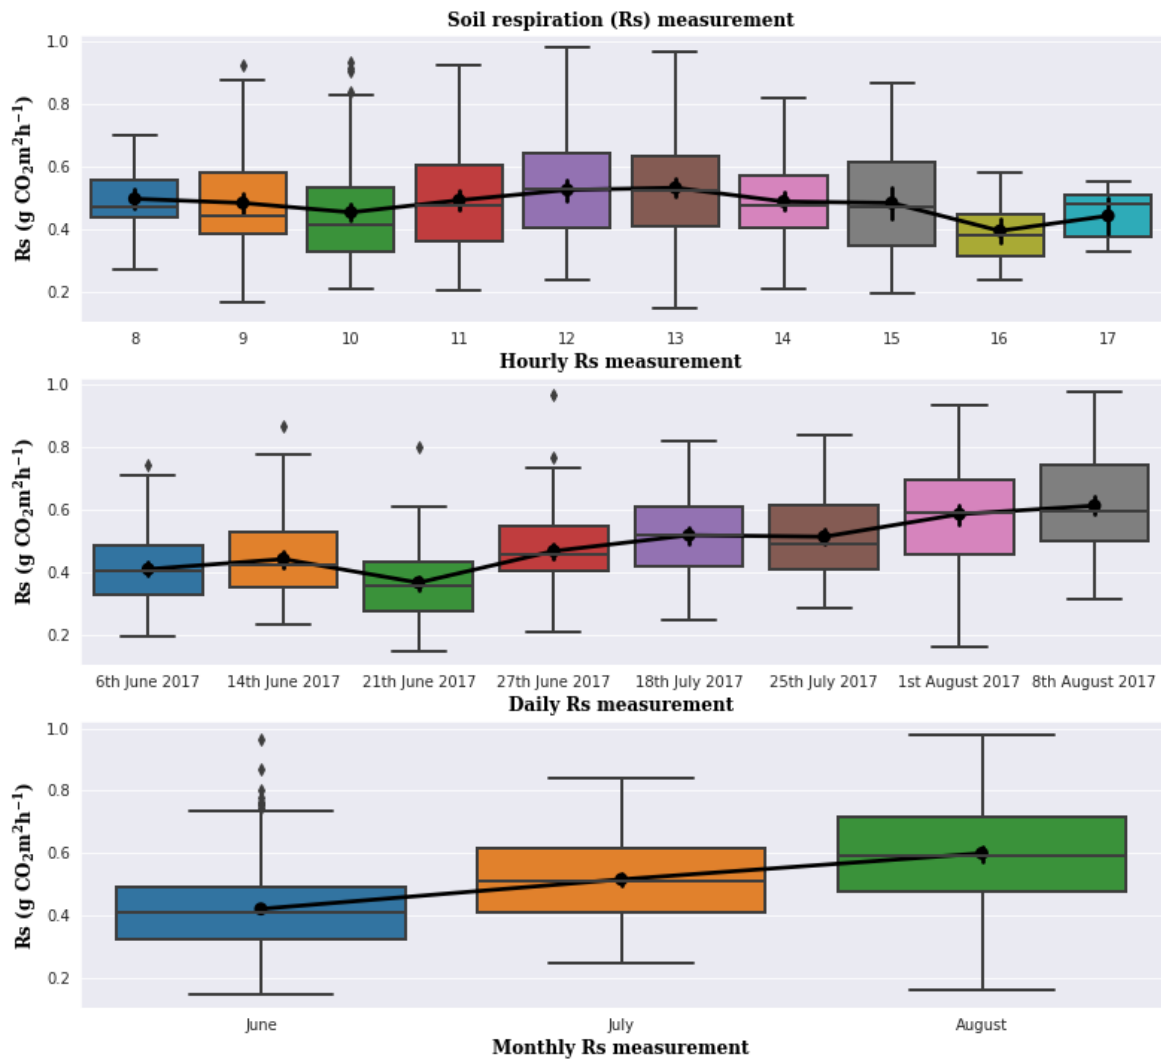 Soil respiration (Rs) measurement
Rs (g CO₂m²h⁻¹)
1.0
0.8
0.6
0.4
0.2
8 9 10 11 12 13 14 15 16 17
Hourly Rs measurement
Rs (g CO₂m²h⁻¹)
1.0
0.8
0.6
0.4
0.2
6th June 2017 14th June 2017 21th June 2017 27th June 2017 18th July 2017 25th July 2017 1st August 2017 8th August 2017
Daily Rs measurement
Rs (g CO₂m²h⁻¹)
1.0
0.8
0.6
0.4
0.2
June July August
Monthly Rs measurement